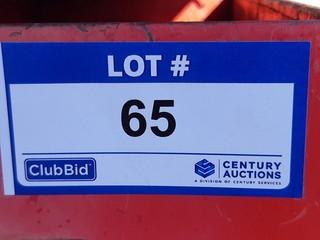 LOT #
65
ClubBid
CENTURY
AUCTIONS
A DIVISION OF CENTURY SERVICES